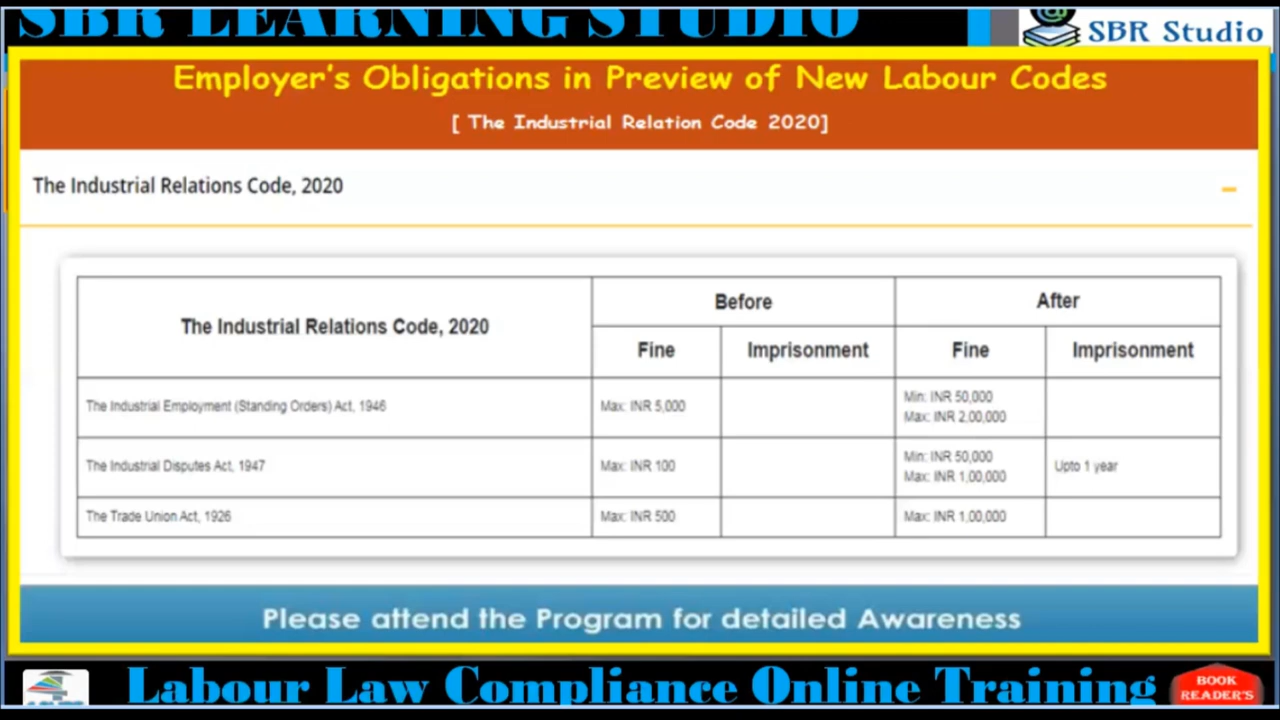 SBR LEARNING STUDIO
SBR Studio
Employer's Obligations in Preview of New Labour Codes
[ The Industrial Relation Code 2020]
The Industrial Relations Code, 2020
The Industrial Relations Code, 2020 Before After
Fine Imprisonment Fine Imprisonment
The Industrial Employment (Standing Orders) Act, 1946 Max: INR 5,000 Min: INR 50,000
Max: INR 2,00,000
The Industrial Disputes Act, 1947 Max: INR 100 Min: INR 50,000
Max: INR 1,00,000 Upto 1 year
The Trade Union Act, 1926 Max: INR 500 Max: INR 1,00,000
Please attend the Program for detailed Awareness
Labour Law Compliance Online Training
BOOK
READER'S